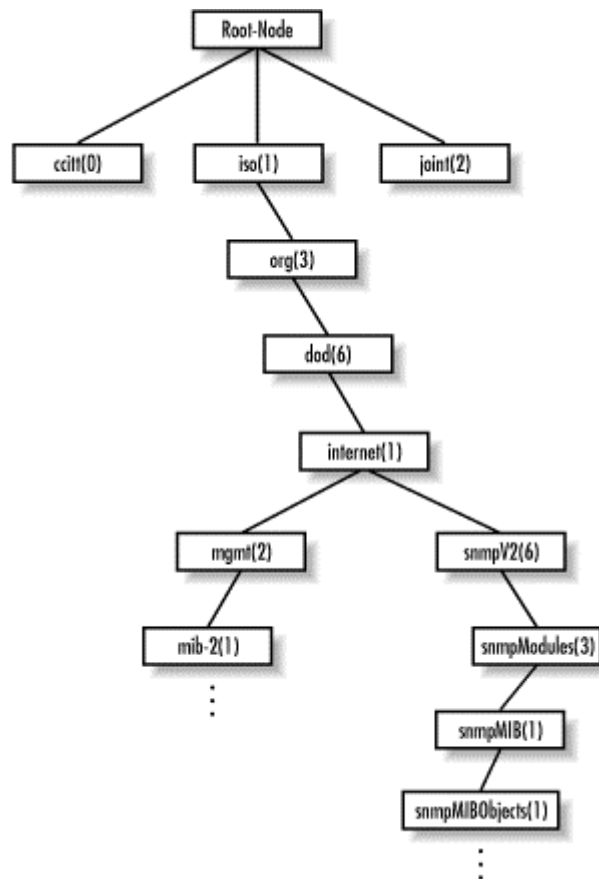 Root-Node
ccitt(0)
iso(1)
joint(2)
org(3)
dod(6)
internet(1)
mgmt(2)
snmpV2(6)
mib-2(1)
snmpModules(3)
snmpMIB(1)
snmpMIBObjects(1)